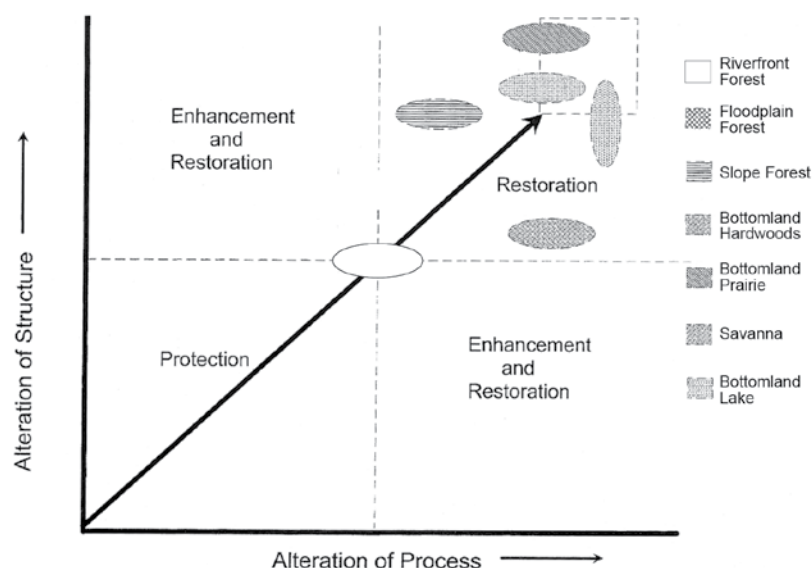 Enhancement
and
Restoration
Restoration
Protection
Enhancement
and
Restoration
Alteration of Structure
Alteration of Process
Riverfront
Forest
Floodplain
Forest
Slope Forest
Bottomland
Hardwoods
Bottomland
Prairie
Savanna
Bottomland
Lake